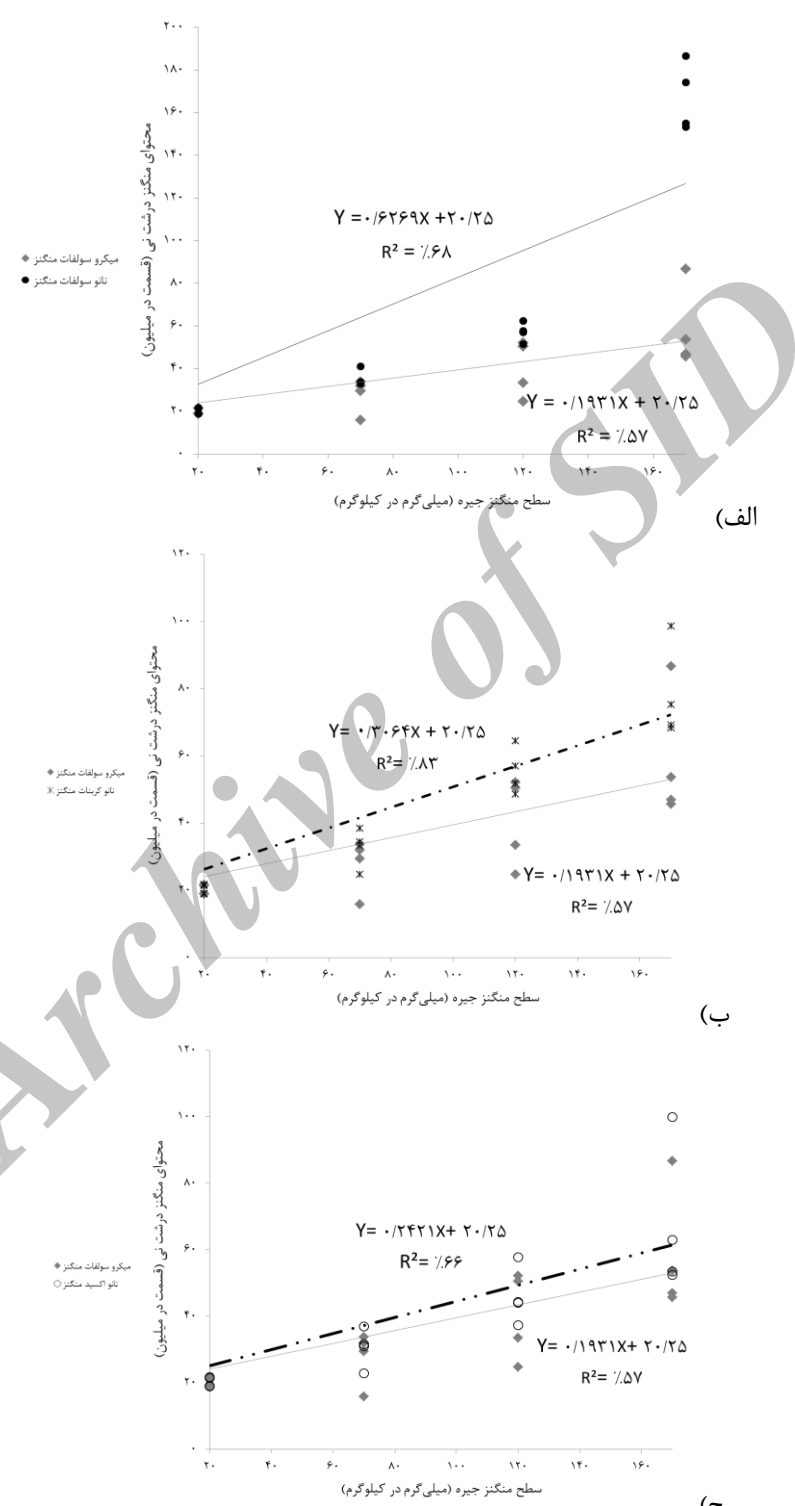 ۲۰۰
۱۸۰
۱۶۰
۱۴۰
۱۲۰
۱۰۰
۸۰
۶۰
۴۰
۲۰
۰
محتوای منگنز درشت نی (قسمت در میلیون)
Y =۰/۶۲۶۹X +۲۰/۲۵
R² = ٪۶۸
میکرو سولفات منگنز
نانو سولفات منگنز
Y = ۰/۱۹۳۱X + ۲۰/۲۵
R² = ٪۵۷
۲۰ ۴۰ ۶۰ ۸۰ ۱۰۰ ۱۲۰ ۱۴۰ ۱۶۰
سطح منگنز جیره (میلی‌گرم در کیلوگرم)
الف)
۱۲۰
۱۰۰
۸۰
۶۰
۴۰
۲۰
۰
محتوای منگنز درشت نی (قسمت در میلیون)
Y= ۰/۳۰۶۴X + ۲۰/۲۵
R²= ٪۸۳
میکرو سولفات منگنز
نانو کربنات منگنز
Y= ۰/۱۹۳۱X + ۲۰/۲۵
R²= ٪۵۷
۲۰ ۴۰ ۶۰ ۸۰ ۱۰۰ ۱۲۰ ۱۴۰ ۱۶۰
سطح منگنز جیره (میلی‌گرم در کیلوگرم)
ب)
۱۲۰
۱۰۰
۸۰
۶۰
۴۰
۲۰
۰
محتوای منگنز درشت نی (قسمت در میلیون)
Y= ۰/۲۴۲۱X+ ۲۰/۲۵
R²= ٪۶۶
میکرو سولفات منگنز
نانو اکسید منگنز
Y= ۰/۱۹۳۱X+ ۲۰/۲۵
R²= ٪۵۷
۲۰ ۴۰ ۶۰ ۸۰ ۱۰۰ ۱۲۰ ۱۴۰ ۱۶۰
سطح منگنز جیره (میلی‌گرم در کیلوگرم)
Archive of SID